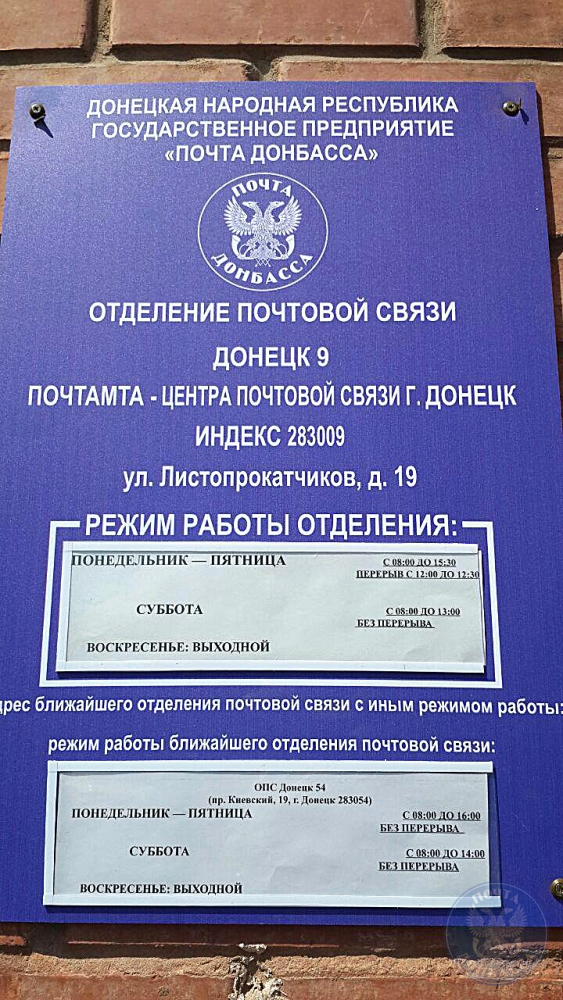 ДОНЕЦКАЯ НАРОДНАЯ РЕСПУБЛИКА
ГОСУДАРСТВЕННОЕ ПРЕДПРИЯТИЕ
«ПОЧТА ДОНБАССА»
ПОЧТА
ДОНБАССА
ОТДЕЛЕНИЕ ПОЧТОВОЙ СВЯЗИ
ДОНЕЦК 9
ПОЧТАМТА - ЦЕНТРА ПОЧТОВОЙ СВЯЗИ Г. ДОНЕЦК
ИНДЕКС 283009
ул. Листопрокатчиков, д. 19
РЕЖИМ РАБОТЫ ОТДЕЛЕНИЯ:
ПОНЕДЕЛЬНИК — ПЯТНИЦА С 08:00 ДО 15:30
ПЕРЕРЫВ С 12:00 ДО 12:30
СУББОТА С 08:00 ДО 13:00
БЕЗ ПЕРЕРЫВА
ВОСКРЕСЕНЬЕ: ВЫХОДНОЙ
дрес ближайшего отделения почтовой связи с иным режимом работы:
режим работы ближайшего отделения почтовой связи:
ОПС Донецк 54
(пр. Киевский, 19, г. Донецк 283054)
ПОНЕДЕЛЬНИК — ПЯТНИЦА С 08:00 ДО 16:00
БЕЗ ПЕРЕРЫВА
СУББОТА С 08:00 ДО 14:00
БЕЗ ПЕРЕРЫВА
ВОСКРЕСЕНЬЕ: ВЫХОДНОЙ
ПОЧТА